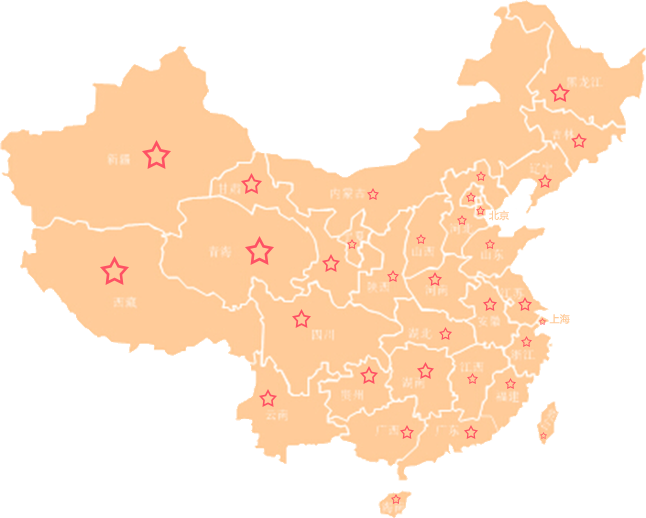 黑龙江
吉林
辽宁
新疆
甘肃
内蒙古
北京
河北
宁夏
山西
山东
青海
陕西
河南
江苏
西藏
安徽
上海
四川
湖北
浙江
江西
湖南
贵州
福建
云南
广西
广东
海南